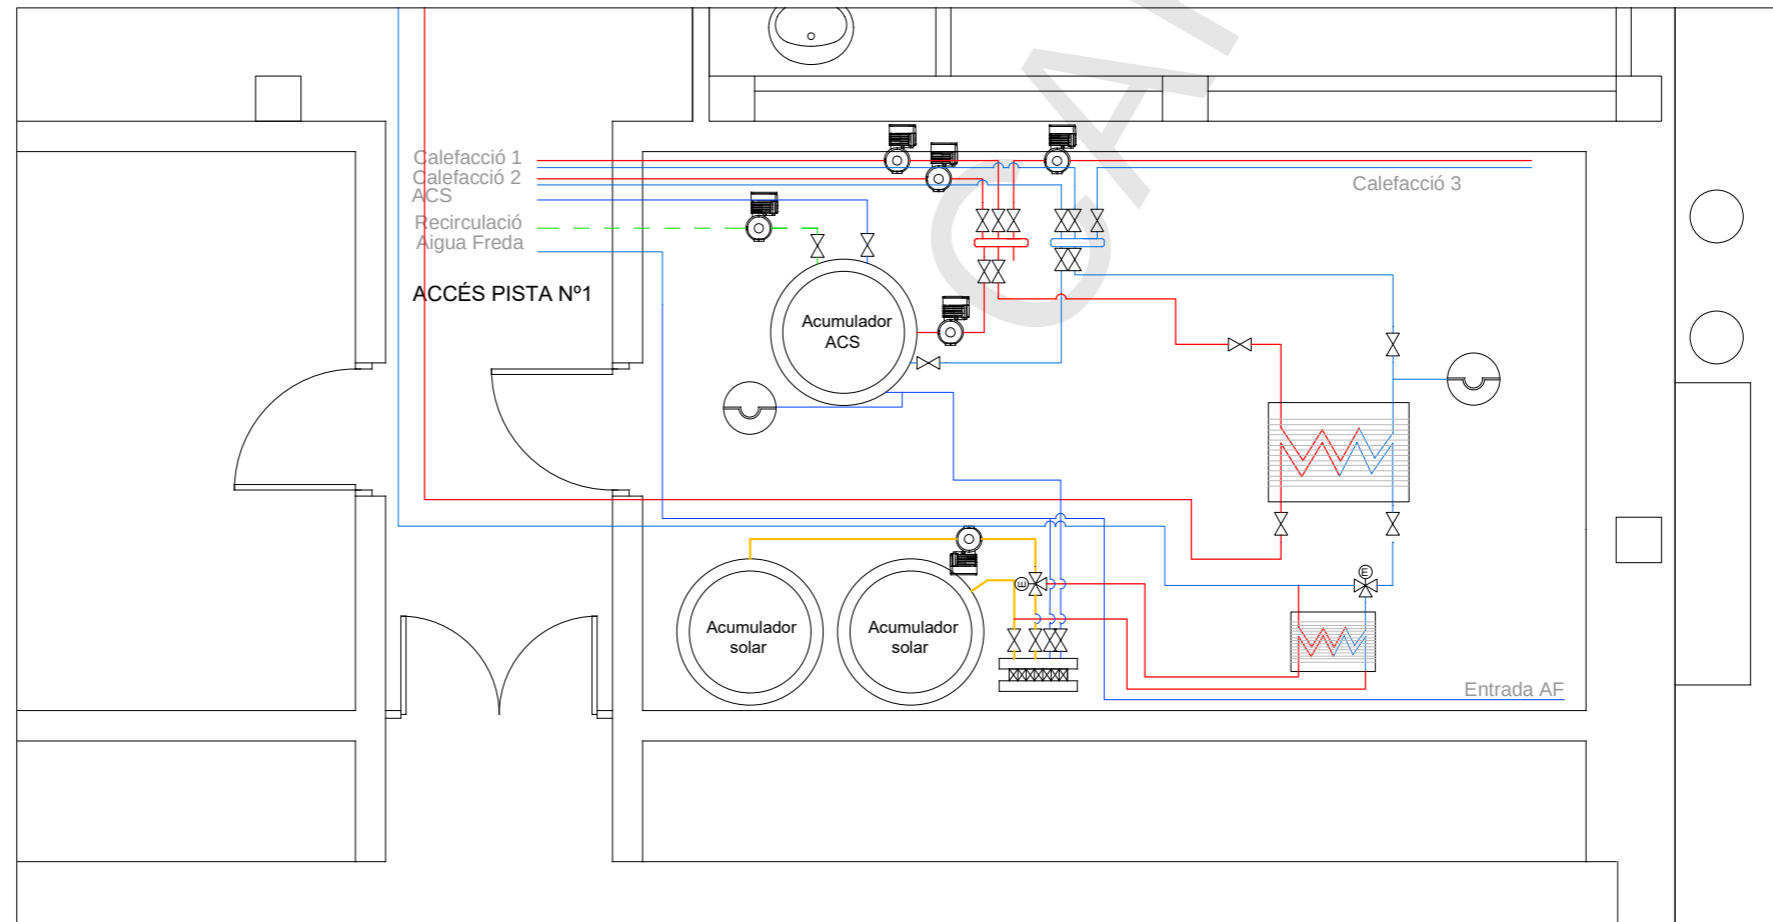 Calefacció 1
Calefacció 2
ACS
Recirculació
Aigua Freda
ACCÉS PISTA Nº1
Calefacció 3
Acumulador
ACS
E
E
Acumulador
solar
Acumulador
solar
Entrada AF